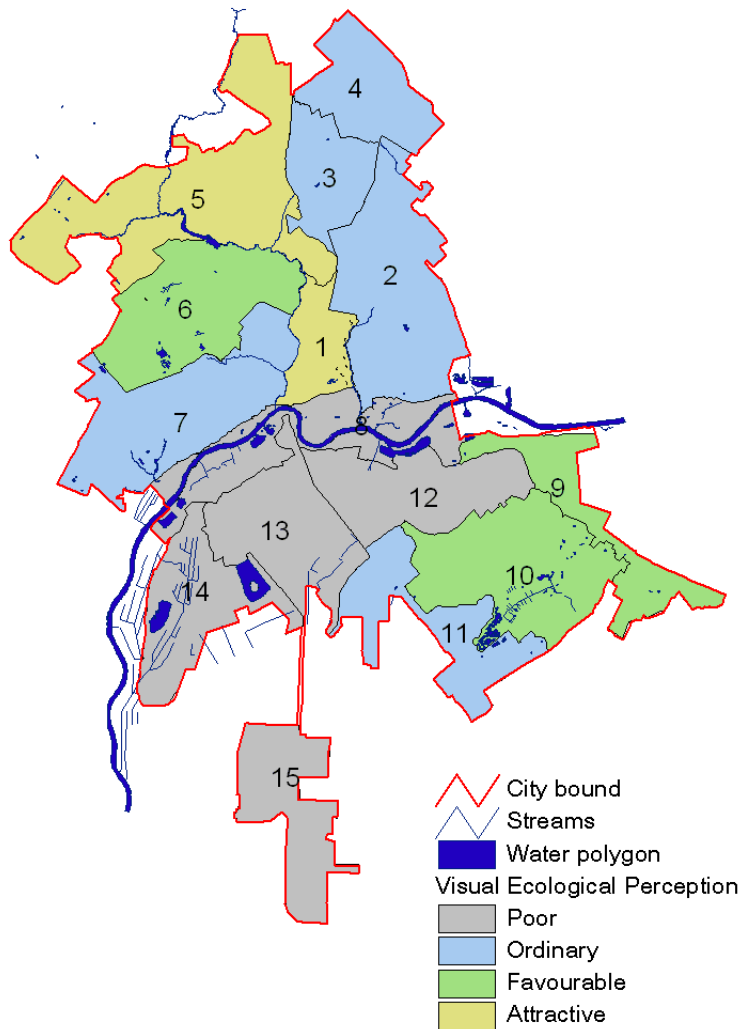 4
3
5
2
6
1
7
8
9
12
13
10
14
11
15
City bound
Streams
Water polygon
Visual Ecological Perception
Poor
Ordinary
Favourable
Attractive